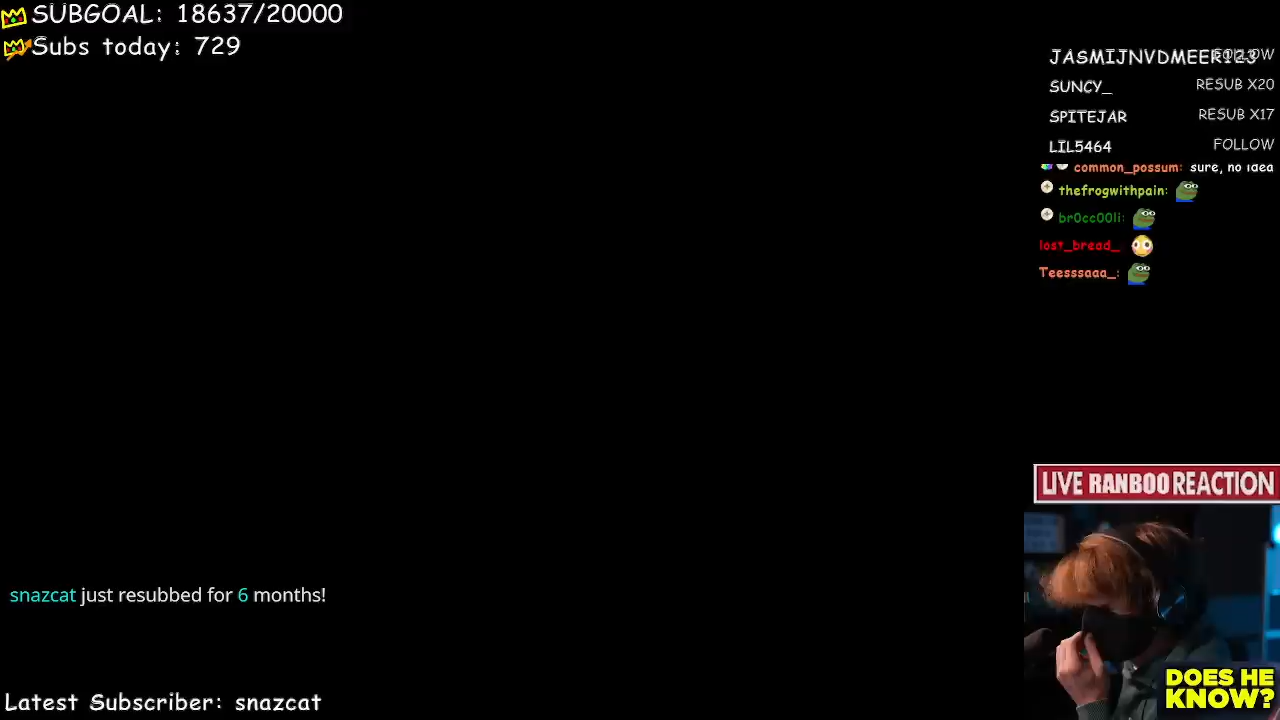 SUBGOAL: 18637/20000
Subs today: 729
JASMIJNVDMEER123 FOLLOW
SUNCY_ RESUB X20
SPITEJAR RESUB X17
LIL5464 FOLLOW
common_possum: sure, no idea
thefrogwithpain:
br0cc00li:
lost_bread_
Teesssaaa_:
LIVE RANBOO REACTION
snazcat just resubbed for 6 months!
DOES HE
KNOW?
Latest Subscriber: snazcat